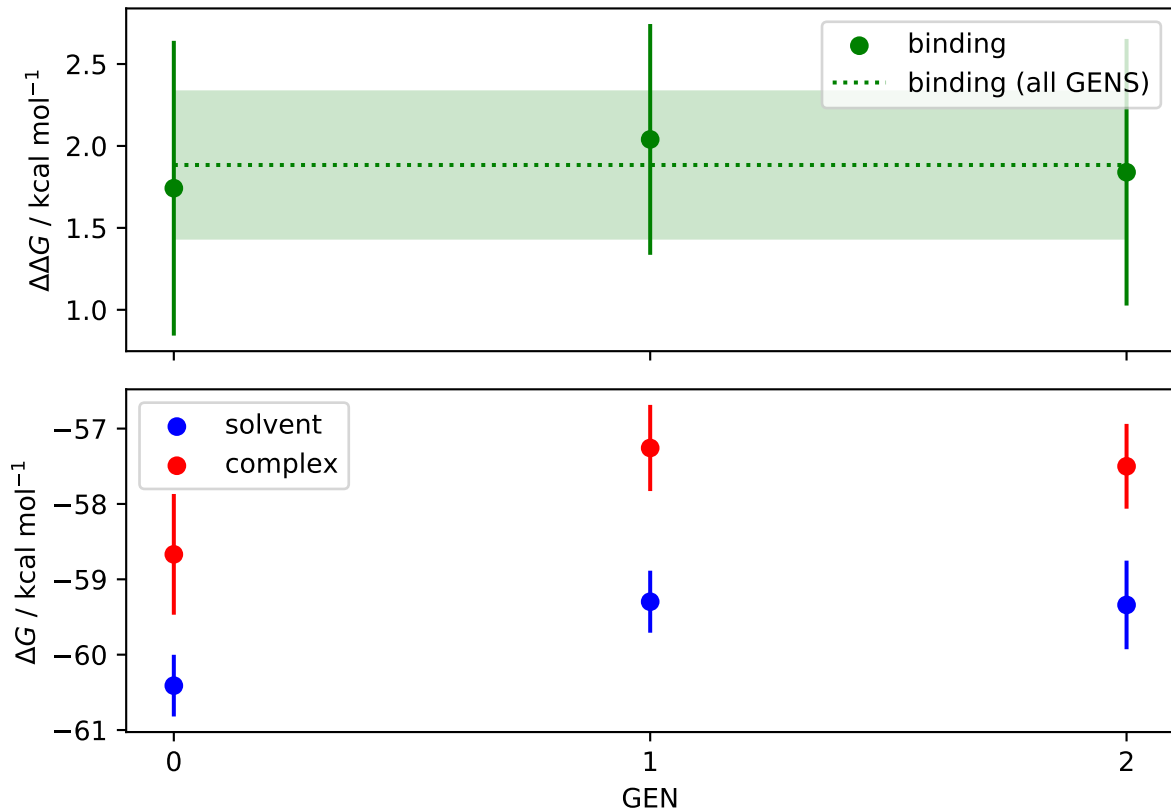 ΔΔG / kcal mol⁻¹
2.5
2.0
1.5
1.0
binding
binding (all GENS)
ΔG / kcal mol⁻¹
−57
−58
−59
−60
−61
solvent
complex
0 1 2
GEN